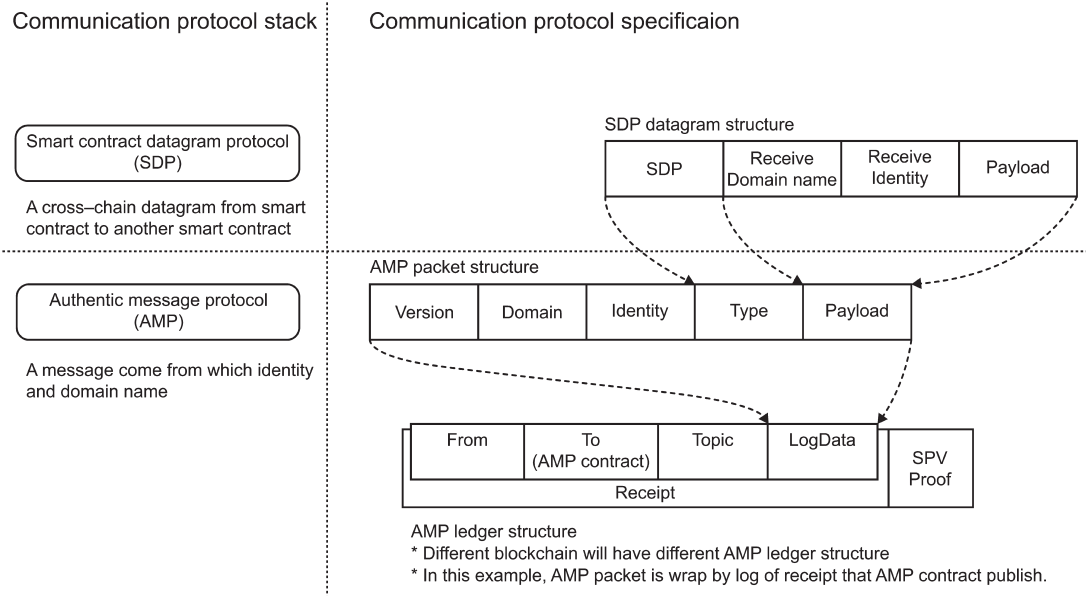 Communication protocol stack
Communication protocol specificaion
Smart contract datagram protocol
(SDP)
A cross–chain datagram from smart
contract to another smart contract
SDP datagram structure
SDP
Receive
Domain name
Receive
Identity
Payload
Authentic message protocol
(AMP)
A message come from which identity
and domain name
AMP packet structure
Version
Domain
Identity
Type
Payload
From
To
(AMP contract)
Topic
LogData
Receipt
SPV
Proof
AMP ledger structure
* Different blockchain will have different AMP ledger structure
* In this example, AMP packet is wrap by log of receipt that AMP contract publish.